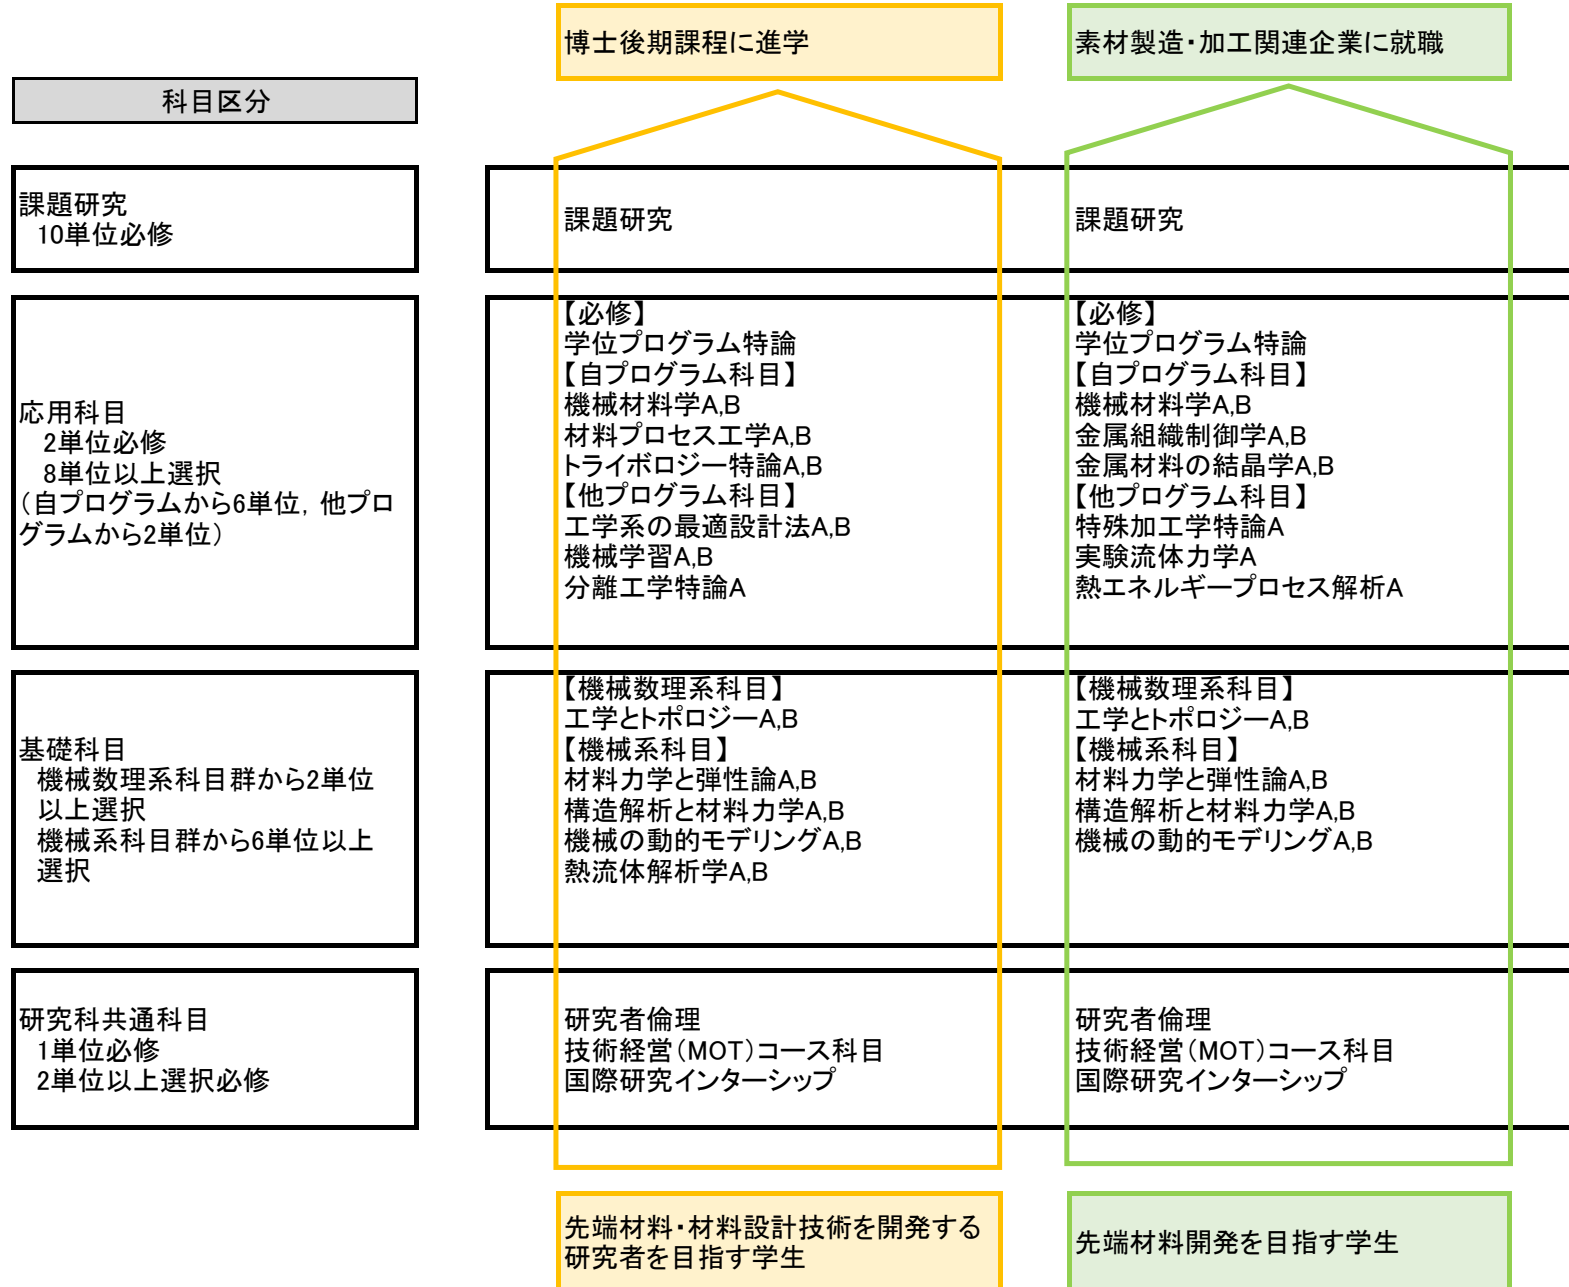 博士後期課程に進学
素材製造・加工関連企業に就職
科目区分
課題研究
10単位必修
課題研究
課題研究
応用科目
2単位必修
8単位以上選択
（自プログラムから6単位，他プロ
グラムから2単位）
【必修】
学位プログラム特論
【自プログラム科目】
機械材料学A,B
材料プロセス工学A,B
トライボロジー特論A,B
【他プログラム科目】
工学系の最適設計法A,B
機械学習A,B
分離工学特論A
【必修】
学位プログラム特論
【自プログラム科目】
機械材料学A,B
金属組織制御学A,B
金属材料の結晶学A,B
【他プログラム科目】
特殊加工学特論A
実験流体力学A
熱エネルギープロセス解析A
基礎科目
機械数理系科目群から2単位
以上選択
機械系科目群から6単位以上
選択
【機械数理系科目】
工学とトポロジーA,B
【機械系科目】
材料力学と弾性論A,B
構造解析と材料力学A,B
機械の動的モデリングA,B
熱流体解析学A,B
【機械数理系科目】
工学とトポロジーA,B
【機械系科目】
材料力学と弾性論A,B
構造解析と材料力学A,B
機械の動的モデリングA,B
研究科共通科目
1単位必修
2単位以上選択必修
研究者倫理
技術経営（MOT）コース科目
国際研究インターシップ
研究者倫理
技術経営（MOT）コース科目
国際研究インターシップ
先端材料・材料設計技術を開発する
研究者を目指す学生
先端材料開発を目指す学生